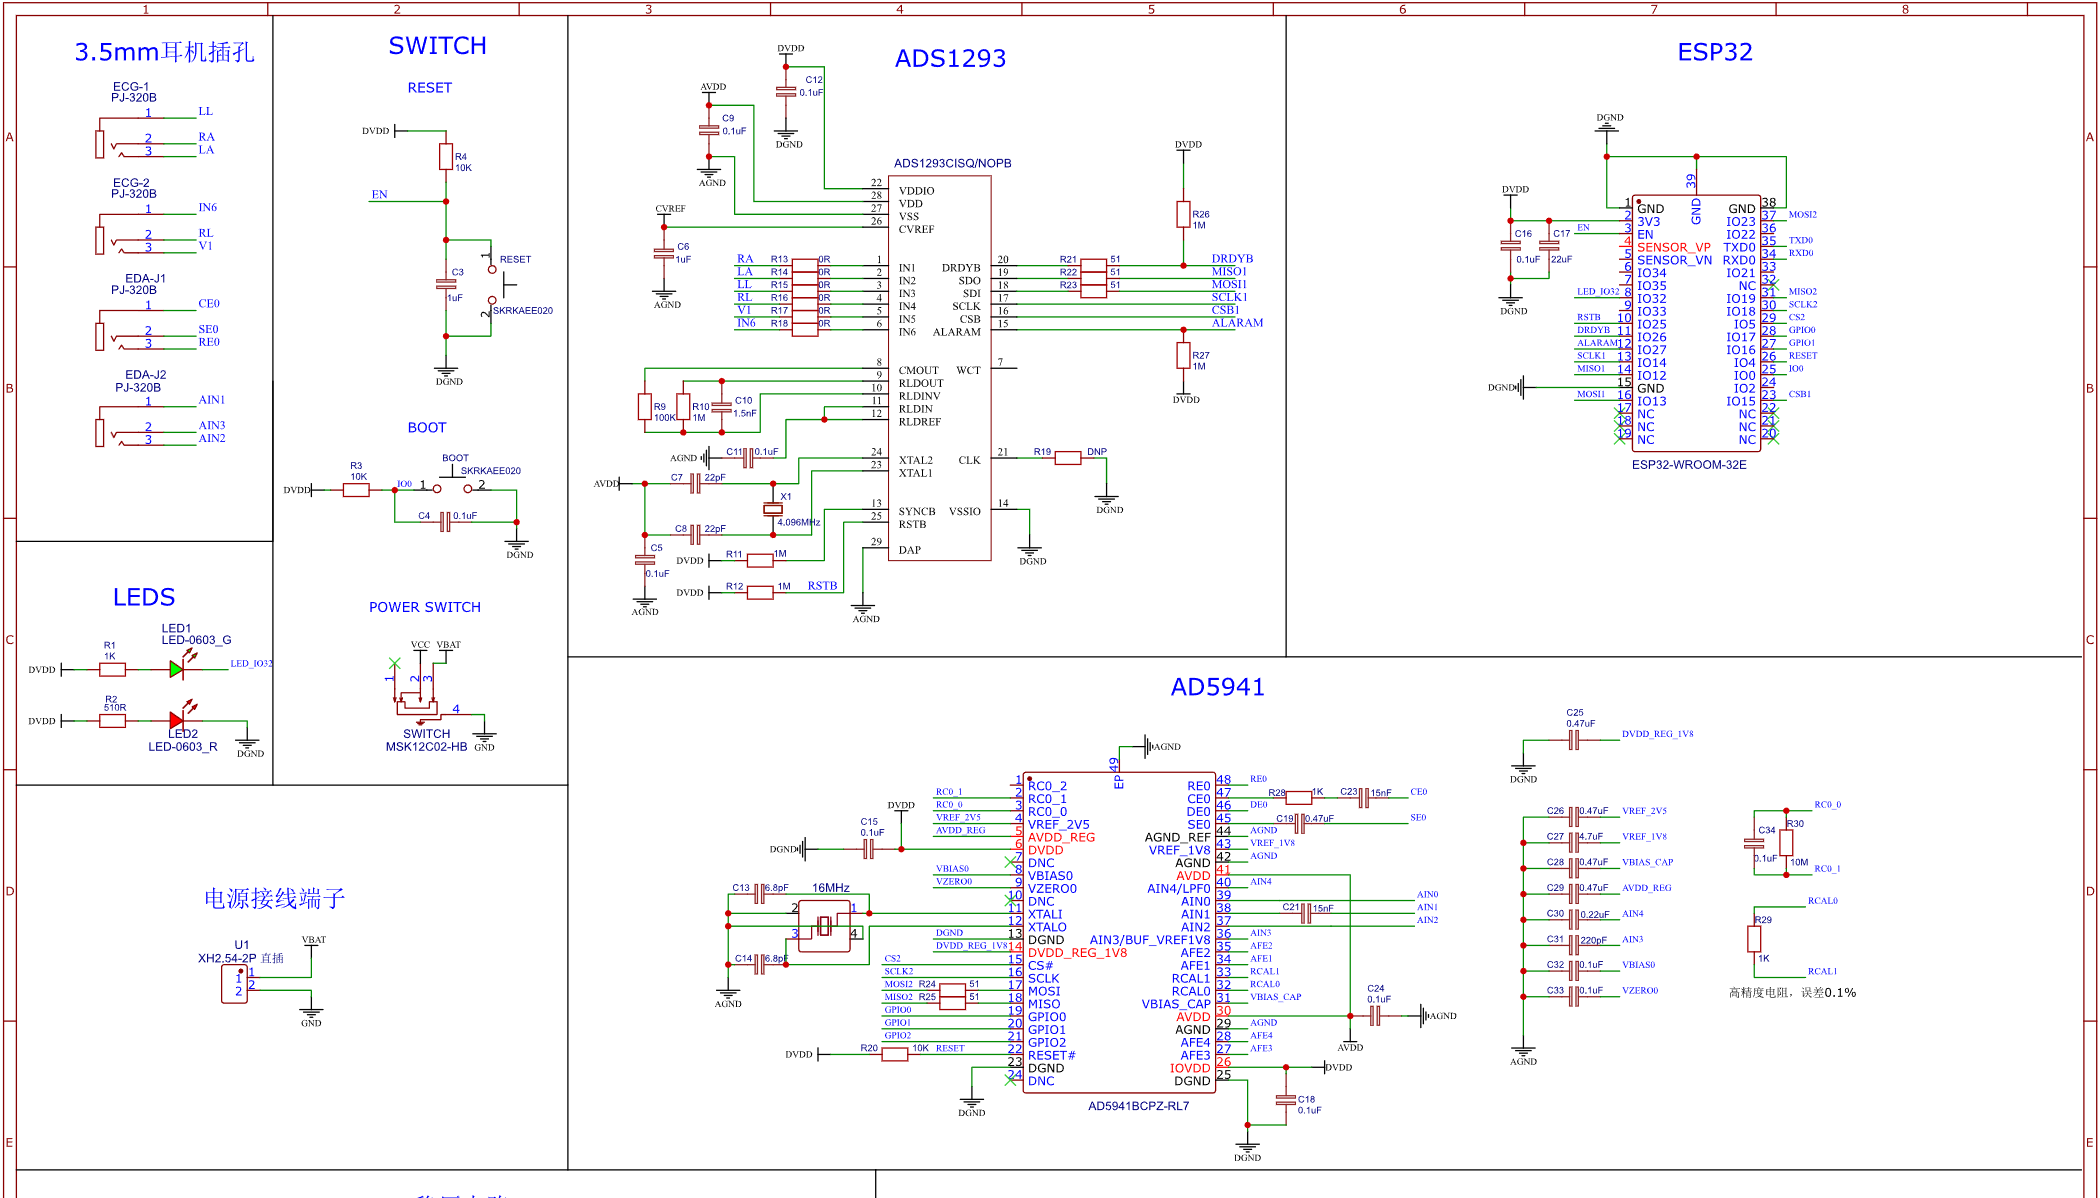 1 2 3 4 5 6 7 8
A
B
C
D
E
3.5mm耳机插孔
ECG-1
PJ-320B
1 LL
2 RA
3 LA
ECG-2
PJ-320B
1 IN6
2 RL
3 V1
EDA-J1
PJ-320B
1 CE0
2 SE0
3 RE0
EDA-J2
PJ-320B
1 AIN1
2 AIN3
3 AIN2
SWITCH
RESET
DVDD
R4
10K
EN
C3
1uF
1
RESET
2
SKRKAEE020
DGND
BOOT
R3
10K
DVDD
IO0
BOOT
SKRKAEE020
1 2
C4 0.1uF
DGND
POWER SWITCH
VCC VBAT
1 2 3
4
SWITCH
MSK12C02-HB
GND
LEDS
LED1
LED-0603_G
R1
1K
DVDD
LED_IO32
R2
510R
DVDD
LED2
LED-0603_R
DGND
电源接线端子
U1
XH2.54-2P 直插
VBAT
1 1
2 2
GND
ADS1293
DVDD
C12
0.1uF
DGND
AVDD
C9
0.1uF
AGND
CVREF
C6
1uF
AGND
ADS1293CISQ/NOPB
22 VDDIO
28 VDD
27 VSS
26 CVREF
RA R13 0R 1 IN1
LA R14 0R 2 IN2
LL R15 0R 3 IN3
RL R16 0R 4 IN4
V1 R17 0R 5 IN5
IN6 R18 0R 6 IN6
8 CMOUT
9 RLDOUT
10 RLDINV
11 RLDIN
12 RLDREF
24 XTAL2
23 XTAL1
13 SYNCB
25 RSTB
29 DAP
DRDYB 20 R21 51 DRDYB
SDO 19 R22 51 MISO1
SDI 18 R23 51 MOSI1
SCLK 17 SCLK1
CSB 16 CSB1
ALARAM 15 ALARAM
WCT 7
CLK 21 R19 DNP
DGND
VSSIO 14
DGND
DVDD
R26
1M
R27
1M
DVDD
R9
100K
R10
1M
C10
1.5nF
AGND C11 0.1uF
AVDD C7 22pF
X1
4.096MHz
C8 22pF
C5
0.1uF
AGND
DVDD R11 1M
DVDD R12 1M RSTB
AGND
ESP32
DGND
DVDD
C16
0.1uF
C17
22uF
DGND
39
GND
1 GND
2 3V3
EN 3 EN
4 SENSOR_VP
5 SENSOR_VN
6 IO34
7 IO35
LED_IO32 8 IO32
9 IO33
RSTB 10 IO25
DRDYB 11 IO26
ALARAM 12 IO27
SCLK1 13 IO14
MISO1 14 IO12
DGND 15 GND
MOSI1 16 IO13
17 NC
18 NC
19 NC
GND 38
IO23 37 MOSI2
IO22 36
TXD0 35 TXD0
RXD0 34 RXD0
IO21 33
NC 32
IO19 31 MISO2
IO18 30 SCLK2
IO5 29 CS2
IO17 28 GPIO0
IO16 27 GPIO1
IO4 26 RESET
IO0 25 IO0
IO2 24
IO15 23 CSB1
NC 22
NC 21
NC 20
ESP32-WROOM-32E
AD5941
AGND
EP 49
1 RC0_2
RC0_1 2 RC0_1
RC0_0 3 RC0_0
VREF_2V5 4 VREF_2V5
AVDD_REG 5 AVDD_REG
6 DVDD
7 DNC
VBIAS0 8 VBIAS0
VZERO0 9 VZERO0
10 DNC
11 XTALI
12 XTALO
DGND 13 DGND
DVDD_REG_1V8 14 DVDD_REG_1V8
CS2 15 CS#
SCLK2 16 SCLK
MOSI2 R24 51 17 MOSI
MISO2 R25 51 18 MISO
GPIO0 19 GPIO0
GPIO1 20 GPIO1
GPIO2 21 GPIO2
DVDD R20 10K RESET 22 RESET#
23 DGND
24 DNC
DGND
DVDD
C15
0.1uF
DGND
C13 6.8pF
16MHz
2 1
3 4
C14 6.8pF
AGND
RE0 48 RE0
CE0 47 R28 1K C23 15nF CE0
DE0 46 DE0
SE0 45 C19 0.47uF SE0
AGND_REF 44 AGND
VREF_1V8 43 VREF_1V8
AGND 42 AGND
AVDD 41
AIN4/LPF0 40 AIN4
AIN0 39 AIN0
AIN1 38 C21 15nF AIN1
AIN2 37 AIN2
AIN3/BUF_VREF1V8 36 AIN3
AFE2 35 AFE2
AFE1 34 AFE1
RCAL1 33 RCAL1
RCAL0 32 RCAL0
VBIAS_CAP 31 VBIAS_CAP
AVDD 30
AGND 29 AGND
AFE4 28 AFE4
AFE3 27 AFE3
IOVDD 26
DGND 25
AD5941BCPZ-RL7
C24
0.1uF
AGND
AVDD
DVDD
C18
0.1uF
DGND
C25
0.47uF
DVDD_REG_1V8
DGND
C26 0.47uF VREF_2V5
C27 4.7uF VREF_1V8
C28 0.47uF VBIAS_CAP
C29 0.47uF AVDD_REG
C30 0.22uF AIN4
C31 220pF AIN3
C32 0.1uF VBIAS0
C33 0.1uF VZERO0
AGND
RC0_0
C34
0.1uF
R30
10M
RC0_1
RCAL0
R29
1K
RCAL1
高精度电阻，误差0.1%